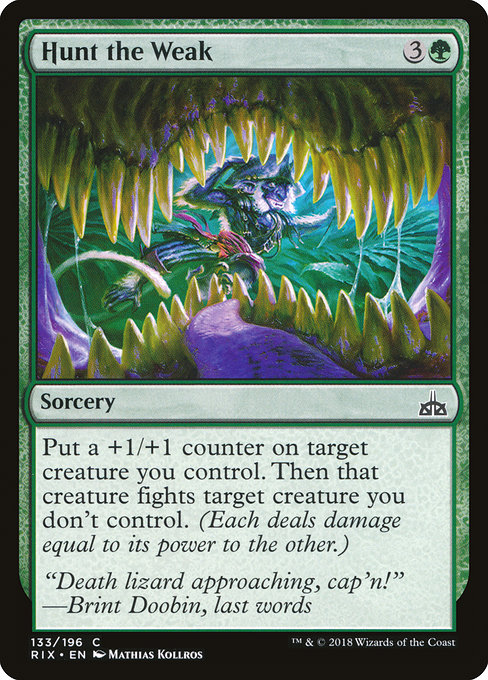 Hunt the Weak 3
Sorcery
Put a +1/+1 counter on target
creature you control. Then that
creature fights target creature you
don't control. (Each deals damage
equal to its power to the other.)
“Death lizard approaching, cap'n!”
—Brint Doobin, last words
133/196 C
RIX • EN Mathias Kollros
™ & © 2018 Wizards of the Coast